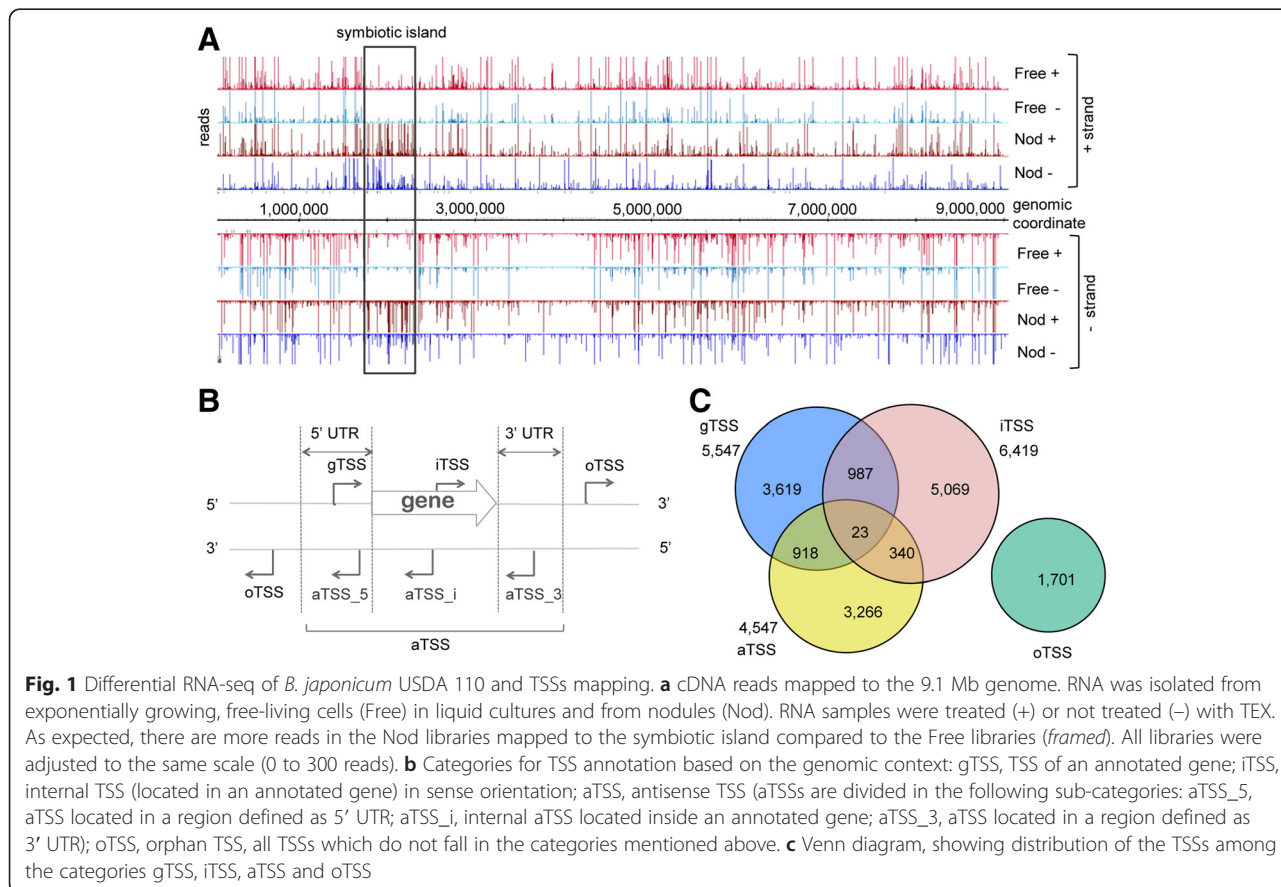 A
symbiotic island
reads
Free +
Free -
Nod +
Nod -
+ strand
1,000,000 3,000,000 5,000,000 7,000,000 9,000,000 genomic coordinate
Free +
Free -
Nod +
Nod -
- strand
B
5' UTR 3' UTR
gTSS iTSS oTSS
5' gene 3'
3' 5'
oTSS aTSS_5 aTSS_i aTSS_3
aTSS
C
gTSS
5,547
iTSS
6,419
3,619 987 5,069
23
918 340
3,266
4,547
aTSS
1,701
oTSS
Fig. 1 Differential RNA-seq of B. japonicum USDA 110 and TSSs mapping. a cDNA reads mapped to the 9.1 Mb genome. RNA was isolated from
exponentially growing, free-living cells (Free) in liquid cultures and from nodules (Nod). RNA samples were treated (+) or not treated (–) with TEX.
As expected, there are more reads in the Nod libraries mapped to the symbiotic island compared to the Free libraries (framed). All libraries were
adjusted to the same scale (0 to 300 reads). b Categories for TSS annotation based on the genomic context: gTSS, TSS of an annotated gene; iTSS,
internal TSS (located in an annotated gene) in sense orientation; aTSS, antisense TSS (aTSSs are divided in the following sub-categories: aTSS_5,
aTSS located in a region defined as 5′ UTR; aTSS_i, internal aTSS located inside an annotated gene; aTSS_3, aTSS located in a region defined as
3′ UTR); oTSS, orphan TSS, all TSSs which do not fall in the categories mentioned above. c Venn diagram, showing distribution of the TSSs among
the categories gTSS, iTSS, aTSS and oTSS